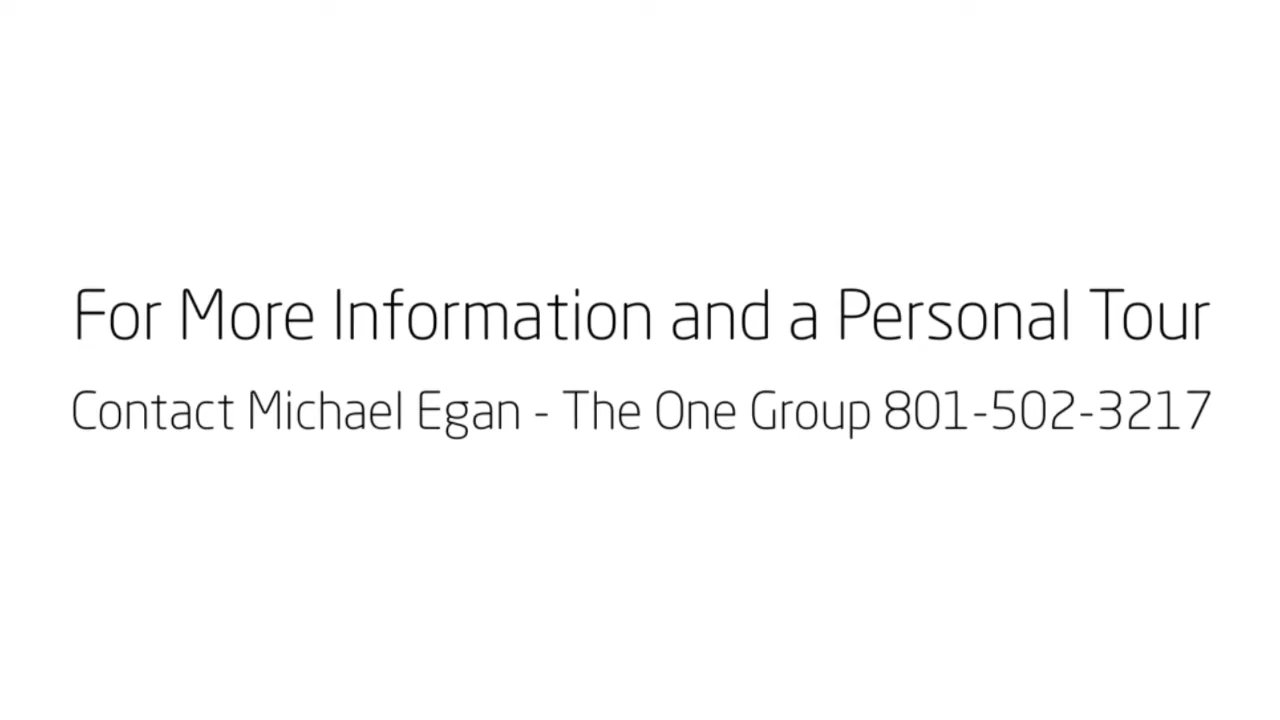 For More Information and a Personal Tour
Contact Michael Egan - The One Group 801-502-3217